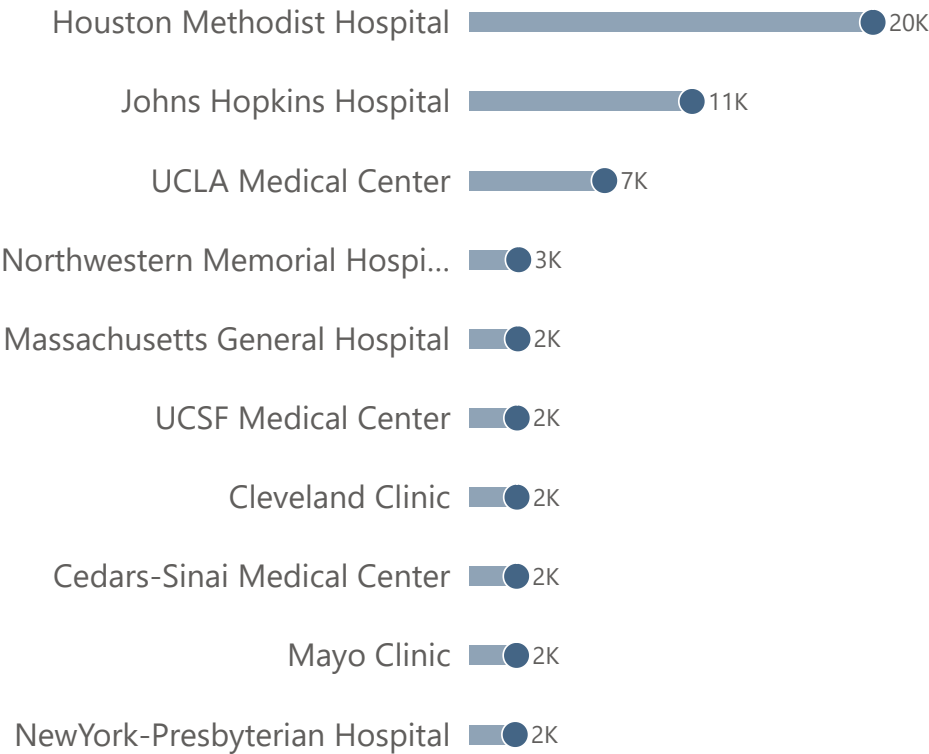 Houston Methodist Hospital 20K
Johns Hopkins Hospital 11K
UCLA Medical Center 7K
Northwestern Memorial Hospi... 3K
Massachusetts General Hospital 2K
UCSF Medical Center 2K
Cleveland Clinic 2K
Cedars-Sinai Medical Center 2K
Mayo Clinic 2K
NewYork-Presbyterian Hospital 2K